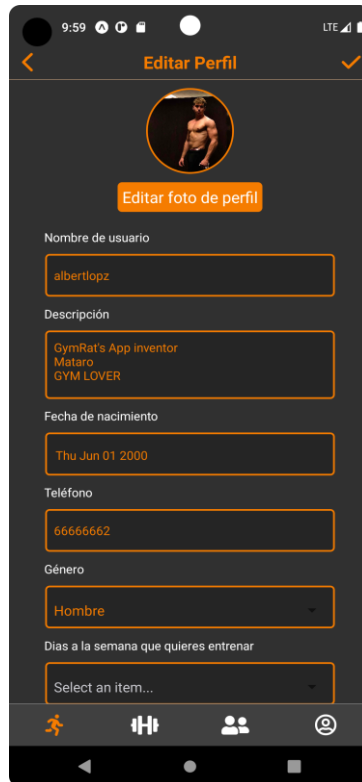 9:59
LTE
Editar Perfil
Editar foto de perfil
Nombre de usuario
albertlopz
Descripción
GymRat's App inventor
Mataro
GYM LOVER
Fecha de nacimiento
Thu Jun 01 2000
Teléfono
66666662
Género
Hombre
Dias a la semana que quieres entrenar
Select an item...